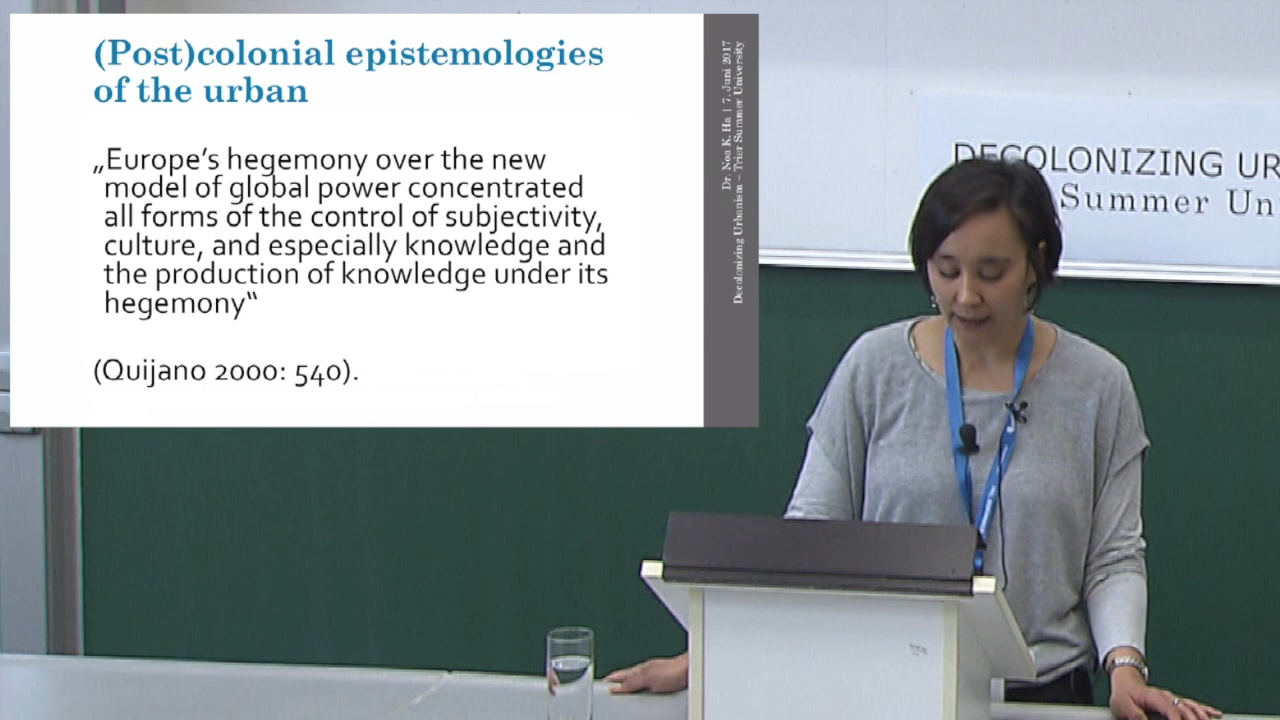 (Post)colonial epistemologies
of the urban
„Europe’s hegemony over the new
model of global power concentrated
all forms of the control of subjectivity,
culture, and especially knowledge and
the production of knowledge under its
hegemony“
(Quijano 2000: 540).
Dr. Noa K. Ha | 7. Juni 2017
Decolonizing Urbanism – Trier Summer University
DECOLONIZING UR
Summer Un